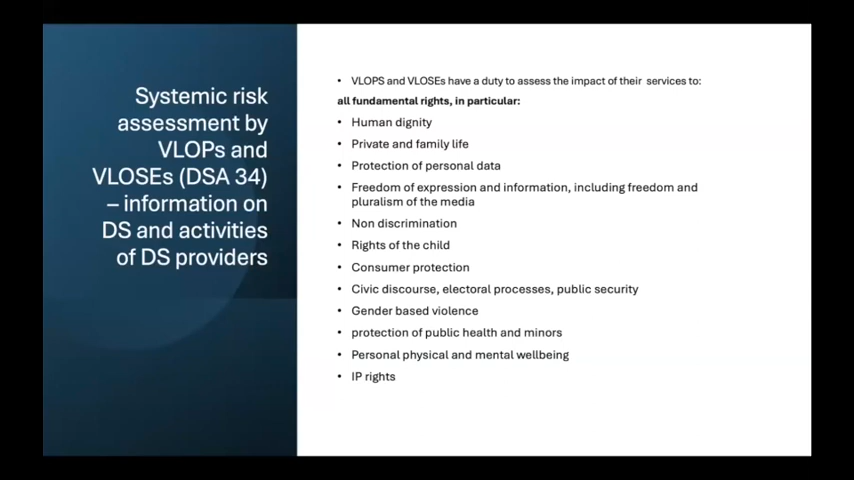 Systemic risk
assessment by
VLOPs and
VLOSEs (DSA 34)
– information on
DS and activities
of DS providers
• VLOPS and VLOSEs have a duty to assess the impact of their services to:
all fundamental rights, in particular:
• Human dignity
• Private and family life
• Protection of personal data
• Freedom of expression and information, including freedom and
pluralism of the media
• Non discrimination
• Rights of the child
• Consumer protection
• Civic discourse, electoral processes, public security
• Gender based violence
• protection of public health and minors
• Personal physical and mental wellbeing
• IP rights